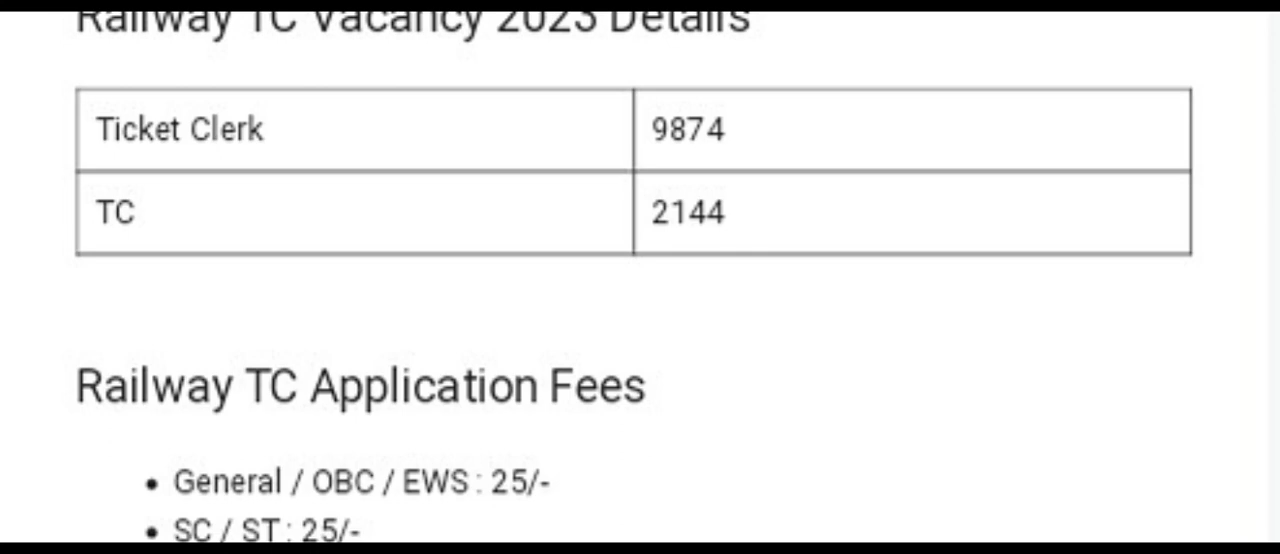 Railway TC Vacancy 2023 Details
Ticket Clerk 9874
TC 2144
Railway TC Application Fees
• General / OBC / EWS : 25/-
• SC / ST : 25/-